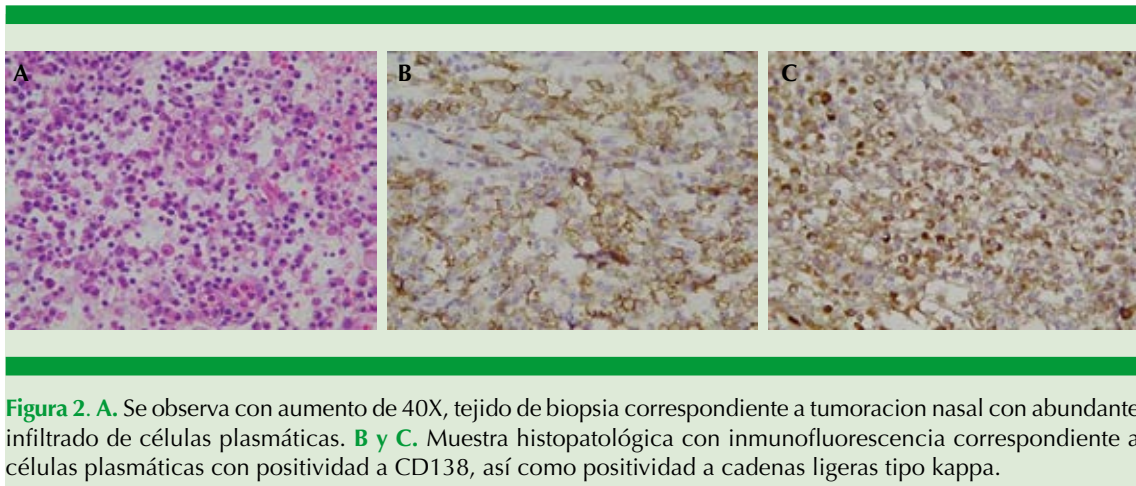 A
B
C
Figura 2. A. Se observa con aumento de 40X, tejido de biopsia correspondiente a tumoracion nasal con abundante
infiltrado de células plasmáticas. B y C. Muestra histopatológica con inmunofluorescencia correspondiente a
células plasmáticas con positividad a CD138, así como positividad a cadenas ligeras tipo kappa.